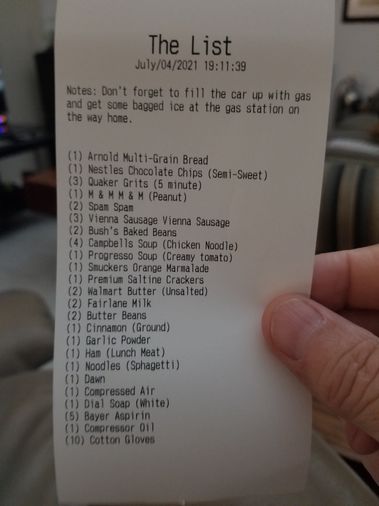 The List
July/04/2021 19:11:39
Notes: Don't forget to fill the car up with gas
and get some bagged ice at the gas station on
the way home.
(1) Arnold Multi-Grain Bread
(1) Nestles Chocolate Chips (Semi-Sweet)
(3) Quaker Grits (5 minute)
(1) M & M M & M (Peanut)
(2) Spam Spam
(3) Vienna Sausage Vienna Sausage
(2) Bush's Baked Beans
(4) Campbells Soup (Chicken Noodle)
(1) Progresso Soup (Creamy tomato)
(1) Smuckers Orange Marmalade
(1) Premium Saltine Crackers
(2) Walmart Butter (Unsalted)
(2) Fairlane Milk
(2) Butter Beans
(1) Cinnamon (Ground)
(1) Garlic Powder
(1) Ham (Lunch Meat)
(1) Noodles (Sphagetti)
(1) Dawn
(1) Compressed Air
(1) Dial Soap (White)
(5) Bayer Aspirin
(1) Compressor Oil
(10) Cotton Gloves